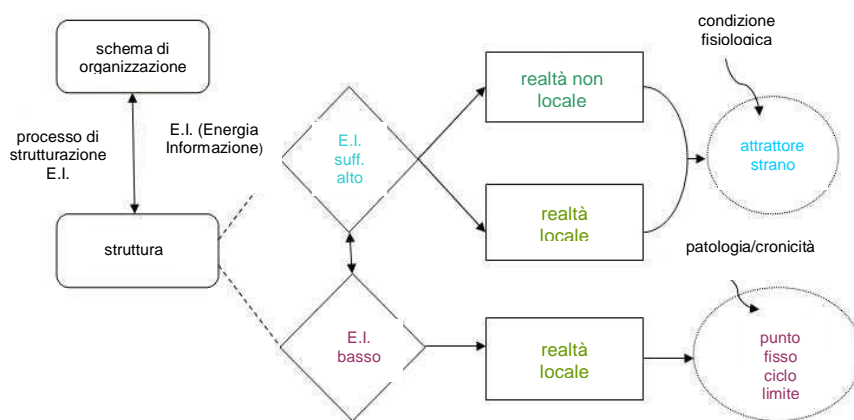 schema di
organizzazione
processo di
strutturazione
E.I.
E.I. (Energia
Informazione)
struttura
E.I.
suff.
alto
E.I.
basso
realtà non
locale
realtà
locale
realtà
locale
condizione
fisiologica
attrattore
strano
patologia/cronicità
punto
fisso
ciclo
limite